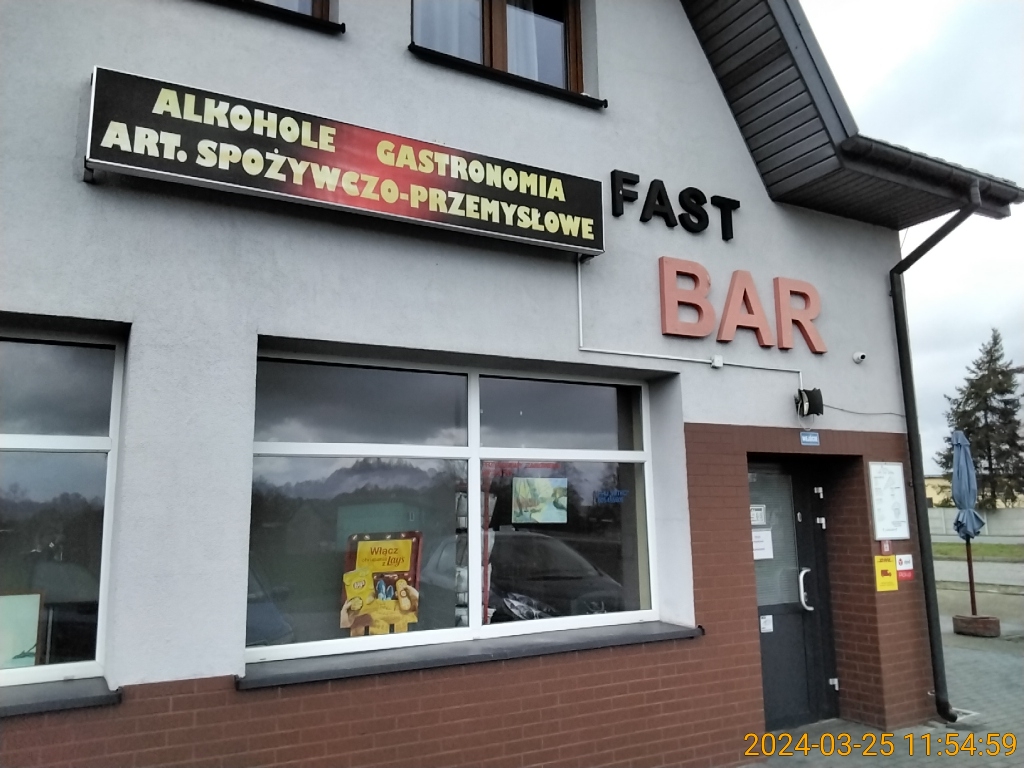 ALKOHOLE GASTRONOMIA
ART. SPOŻYWCZO-PRZEMYSŁOWE
FAST
BAR
Włącz
z Lay's
2024-03-25 11:54:59